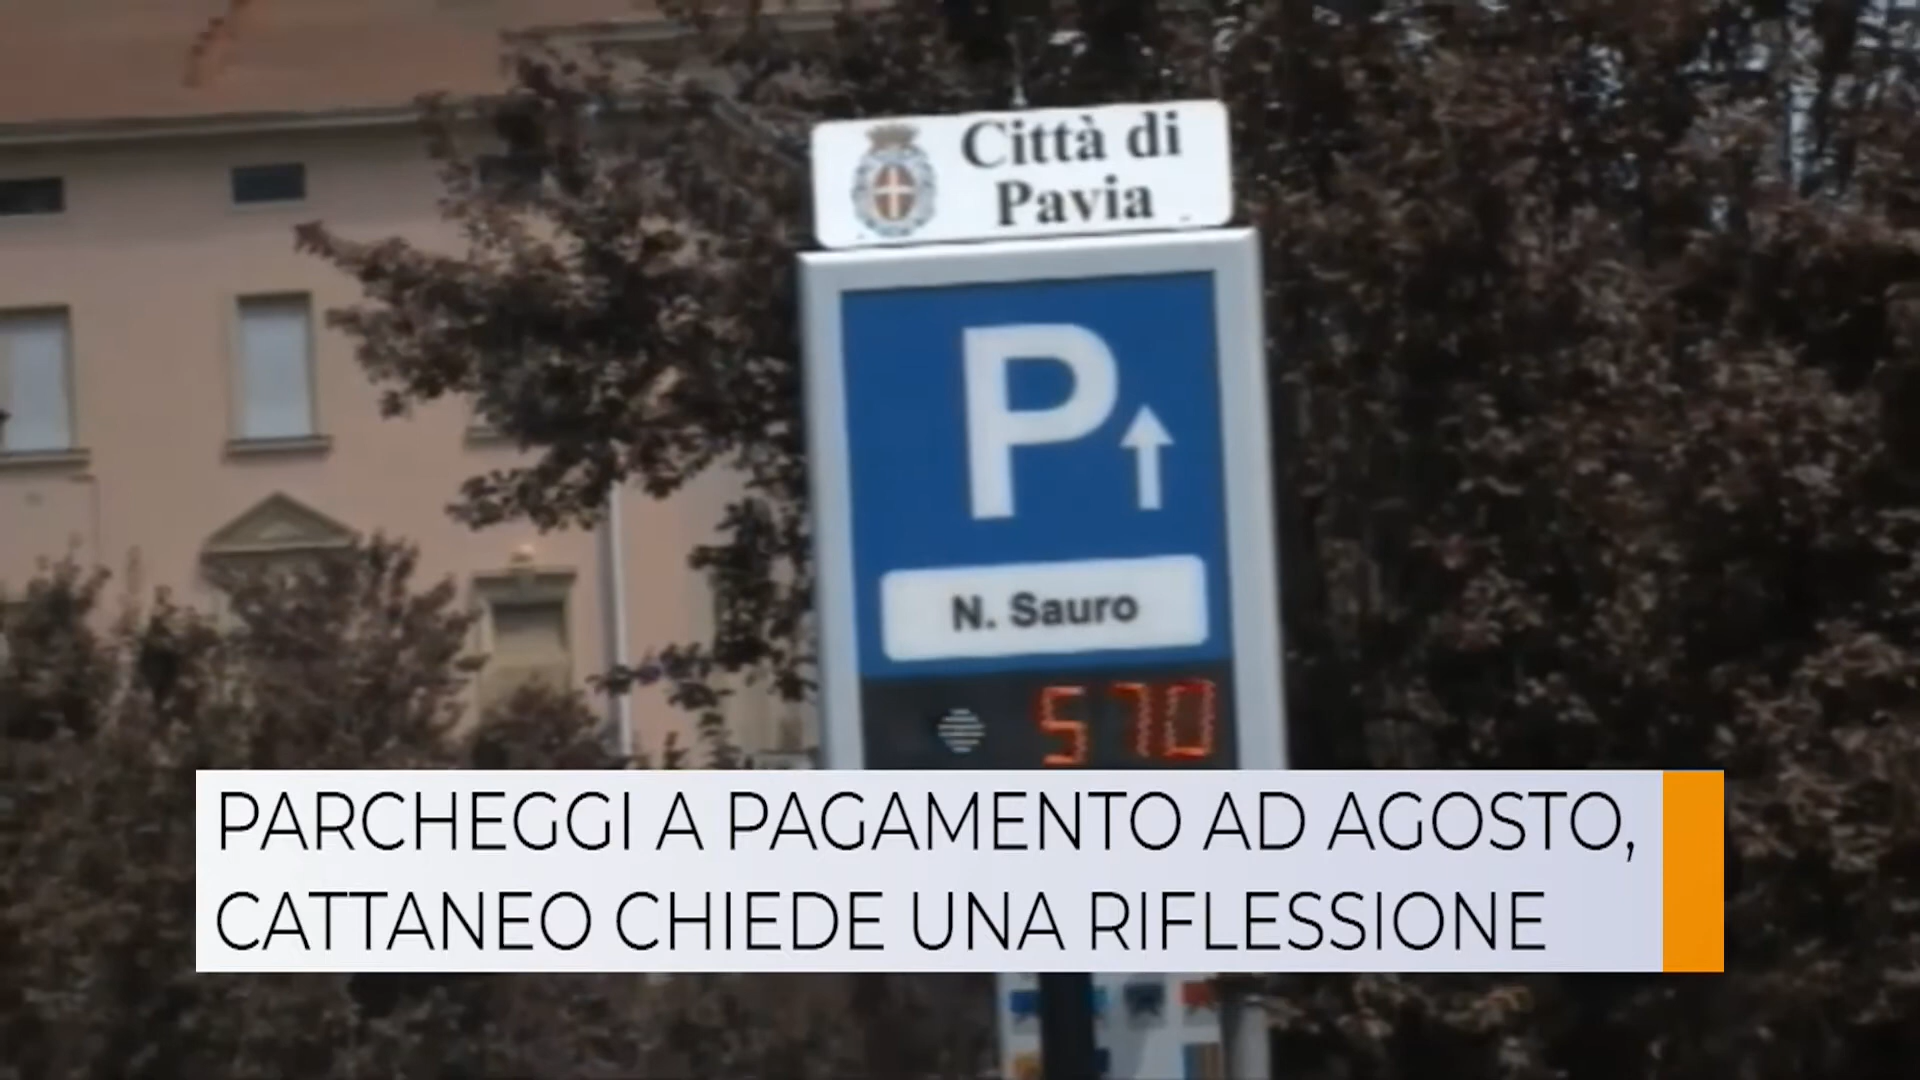 Città di
Pavia
P
N. Sauro
570
PARCHEGGI A PAGAMENTO AD AGOSTO,
CATTANEO CHIEDE UNA RIFLESSIONE